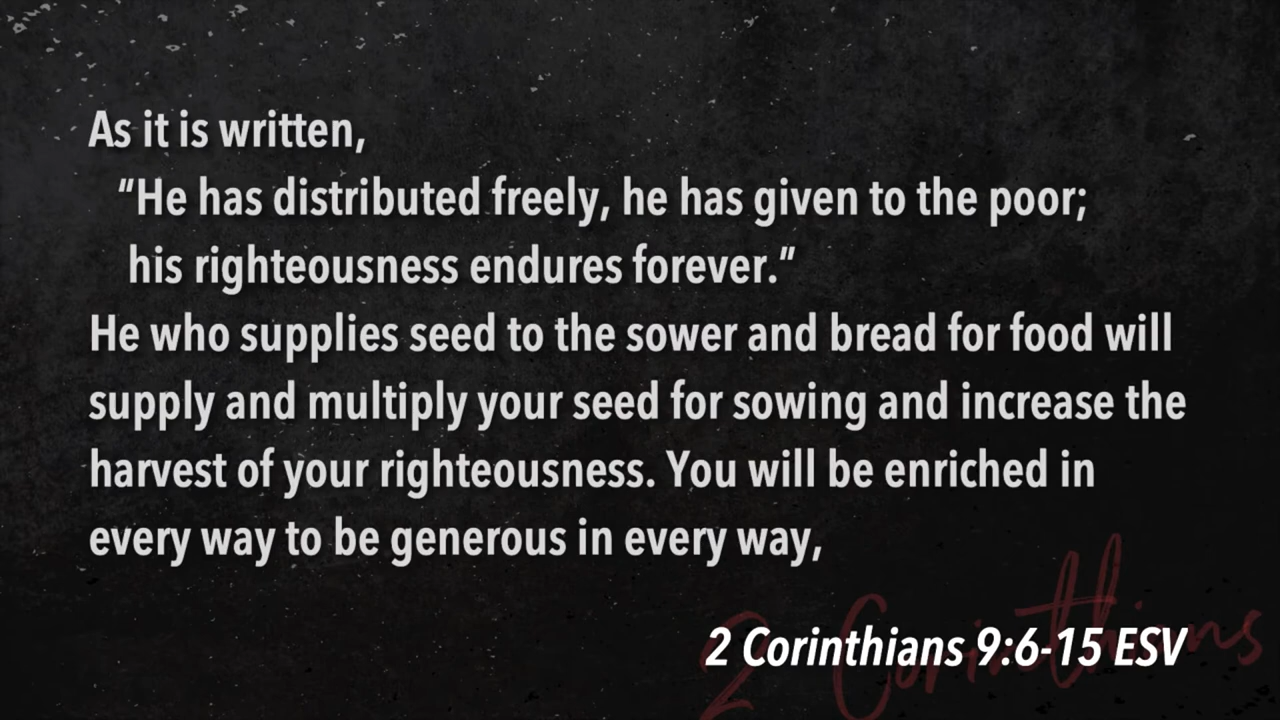 As it is written,
“He has distributed freely, he has given to the poor;
his righteousness endures forever.”
He who supplies seed to the sower and bread for food will
supply and multiply your seed for sowing and increase the
harvest of your righteousness. You will be enriched in
every way to be generous in every way,
2 Corinthians 9:6-15 ESV
2 Corinthians